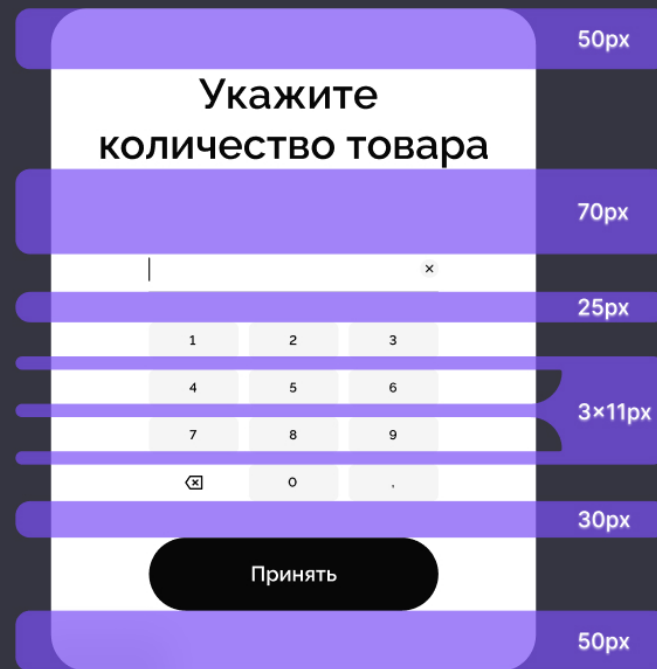 50px
Укажите
количество товара
70px
×
25px
1 2 3
4 5 6
3×11px
7 8 9
0 ,
30px
Принять
50px